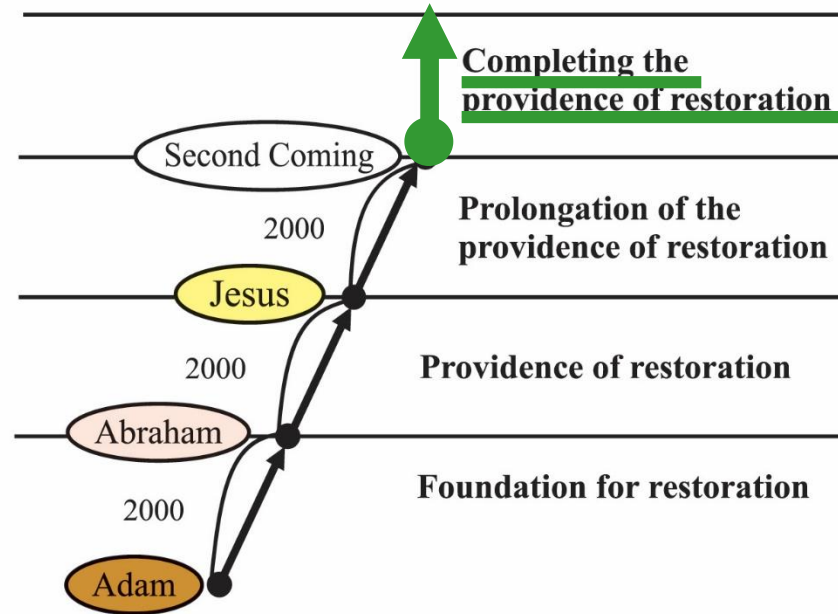 Completing the
providence of restoration
Second Coming
2000
Prolongation of the
providence of restoration
Jesus
2000
Providence of restoration
Abraham
2000
Foundation for restoration
Adam